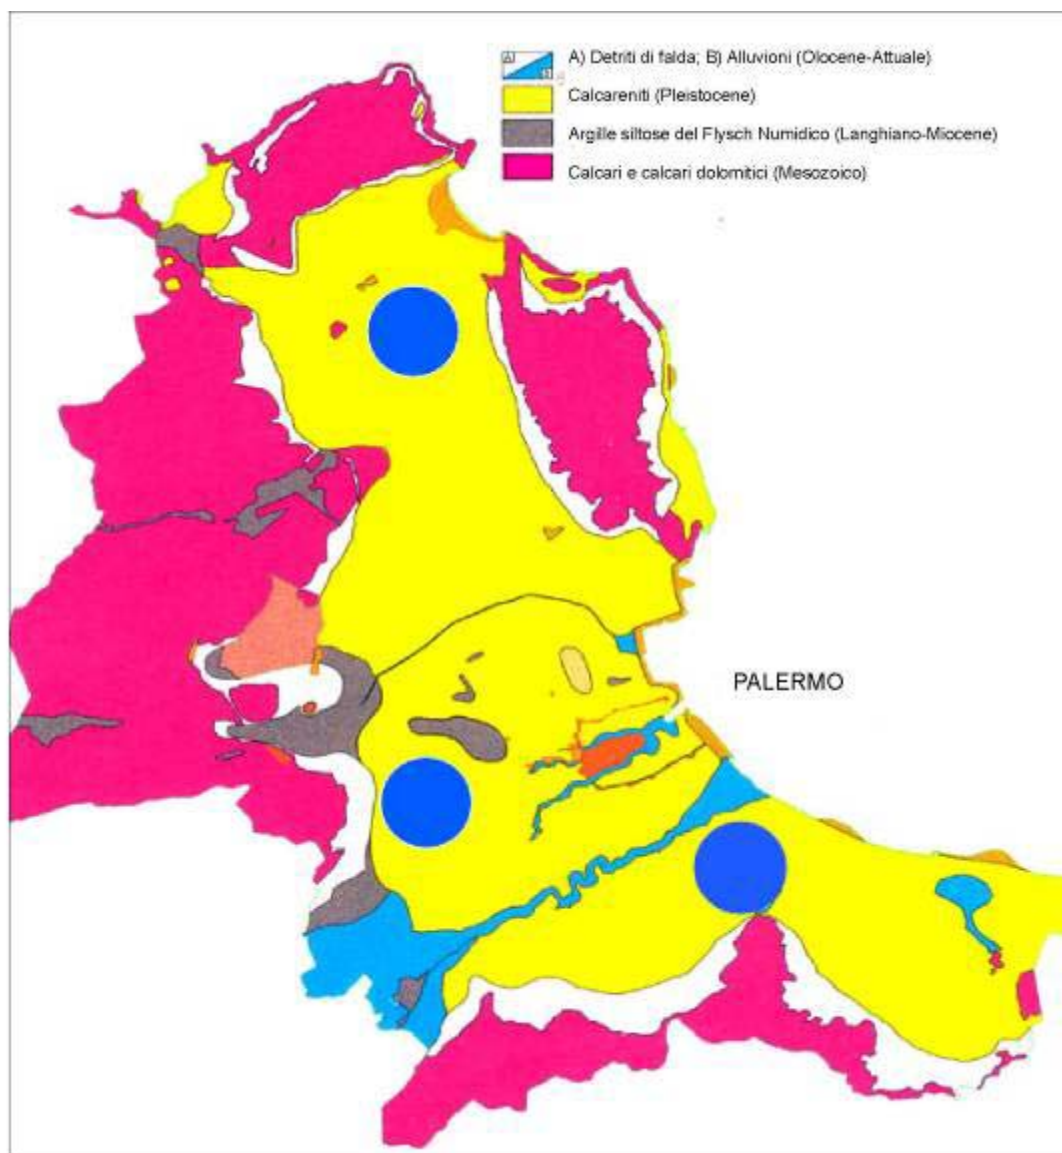 A
B
A) Detriti di falda; B) Alluvioni (Olocene-Attuale)
Calcareniti (Pleistocene)
Argille siltose del Flysch Numidico (Langhiano-Miocene)
Calcari e calcari dolomitici (Mesozoico)
PALERMO